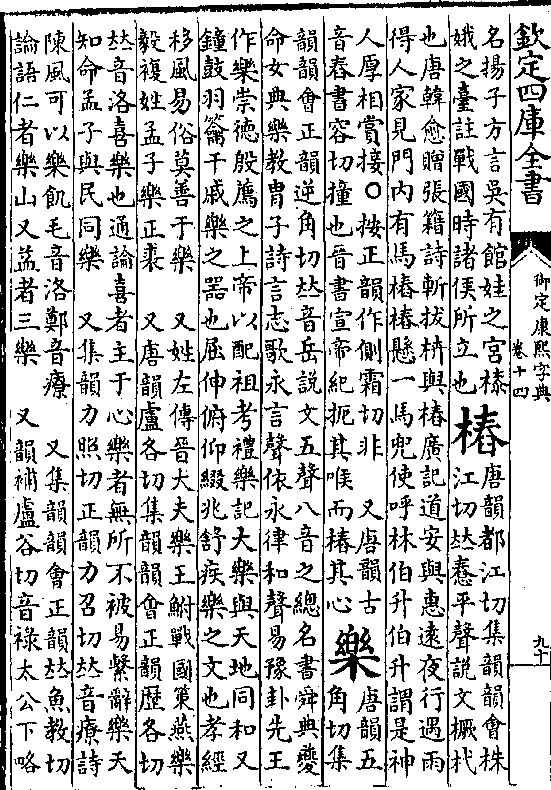 欽定四庫全書
御定康熙字典
卷十四
九十
名揚子方言吳有館娃之宮㮯
娥之臺註戰國時諸侯所立也
樁
唐韻都江切集韻韻會株
江切𠀤惷平聲說文橛杙
也唐韓愈贈張籍詩斬拔枿與樁廣記道安與惠遠夜行遇雨
得人家見門內有馬樁樁懸一馬兜使呼林伯升伯升謂是神
人厚相賞接○按正韻作側霜切非 又唐韻古
音舂書容切撞也晉書宣帝紀扼其喉而樁其心
樂
唐韻五
角切集
韻韻會正韻逆角切𠀤音岳說文五聲八音之總名書舜典夔
命女典樂教胄子詩言志歌永言聲依永律和聲易豫卦先王
作樂崇德殷薦之上帝以配祖考禮樂記大樂與天地同和又
鐘鼓羽籥干戚樂之器也屈伸俯仰綴兆舒疾樂之文也孝經
移風易俗莫善于樂 又姓左傳晉大夫樂王鮒戰國策燕樂
毅複姓孟子樂正裘 又唐韻盧各切集韻韻會正韻歷各切
𠀤音洛喜樂也通論喜者主于心樂者無所不被易繫辭樂天
知命孟子與民同樂 又集韻力照切正韻力召切𠀤音療詩
陳風可以樂飢毛音洛鄭音療 又集韻韻會正韻𠀤魚教切
論語仁者樂山又益者三樂 又韻補盧谷切音祿太公下略